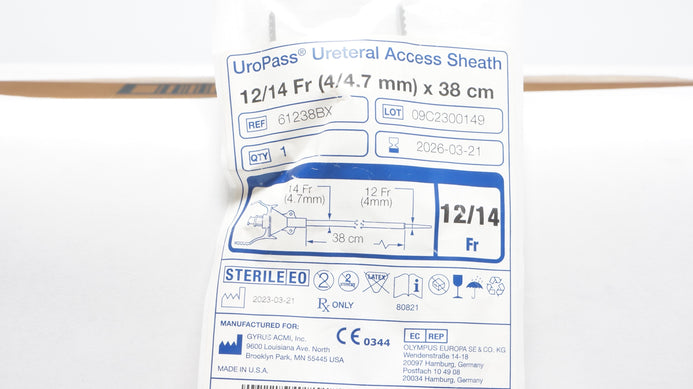 UroPass® Ureteral Access Sheath
12/14 Fr (4/4.7 mm) x 38 cm
REF 61238BX
LOT 09C2300149
QTY 1
2026-03-21
14 Fr
(4.7mm)
12 Fr
(4mm)
38 cm
12/14
Fr
STERILE EO
2
2
LATEX
i
2023-03-21
Rx ONLY
80821
MANUFACTURED FOR:
GYRUS ACMI, Inc.
9600 Louisiana Ave. North
Brooklyn Park, MN 55445 USA
MADE IN U.S.A.
CE 0344
EC REP
OLYMPUS EUROPA SE & CO. KG
Wendenstraße 14-18
20097 Hamburg, Germany
Postfach 10 49 08
20034 Hamburg, Germany